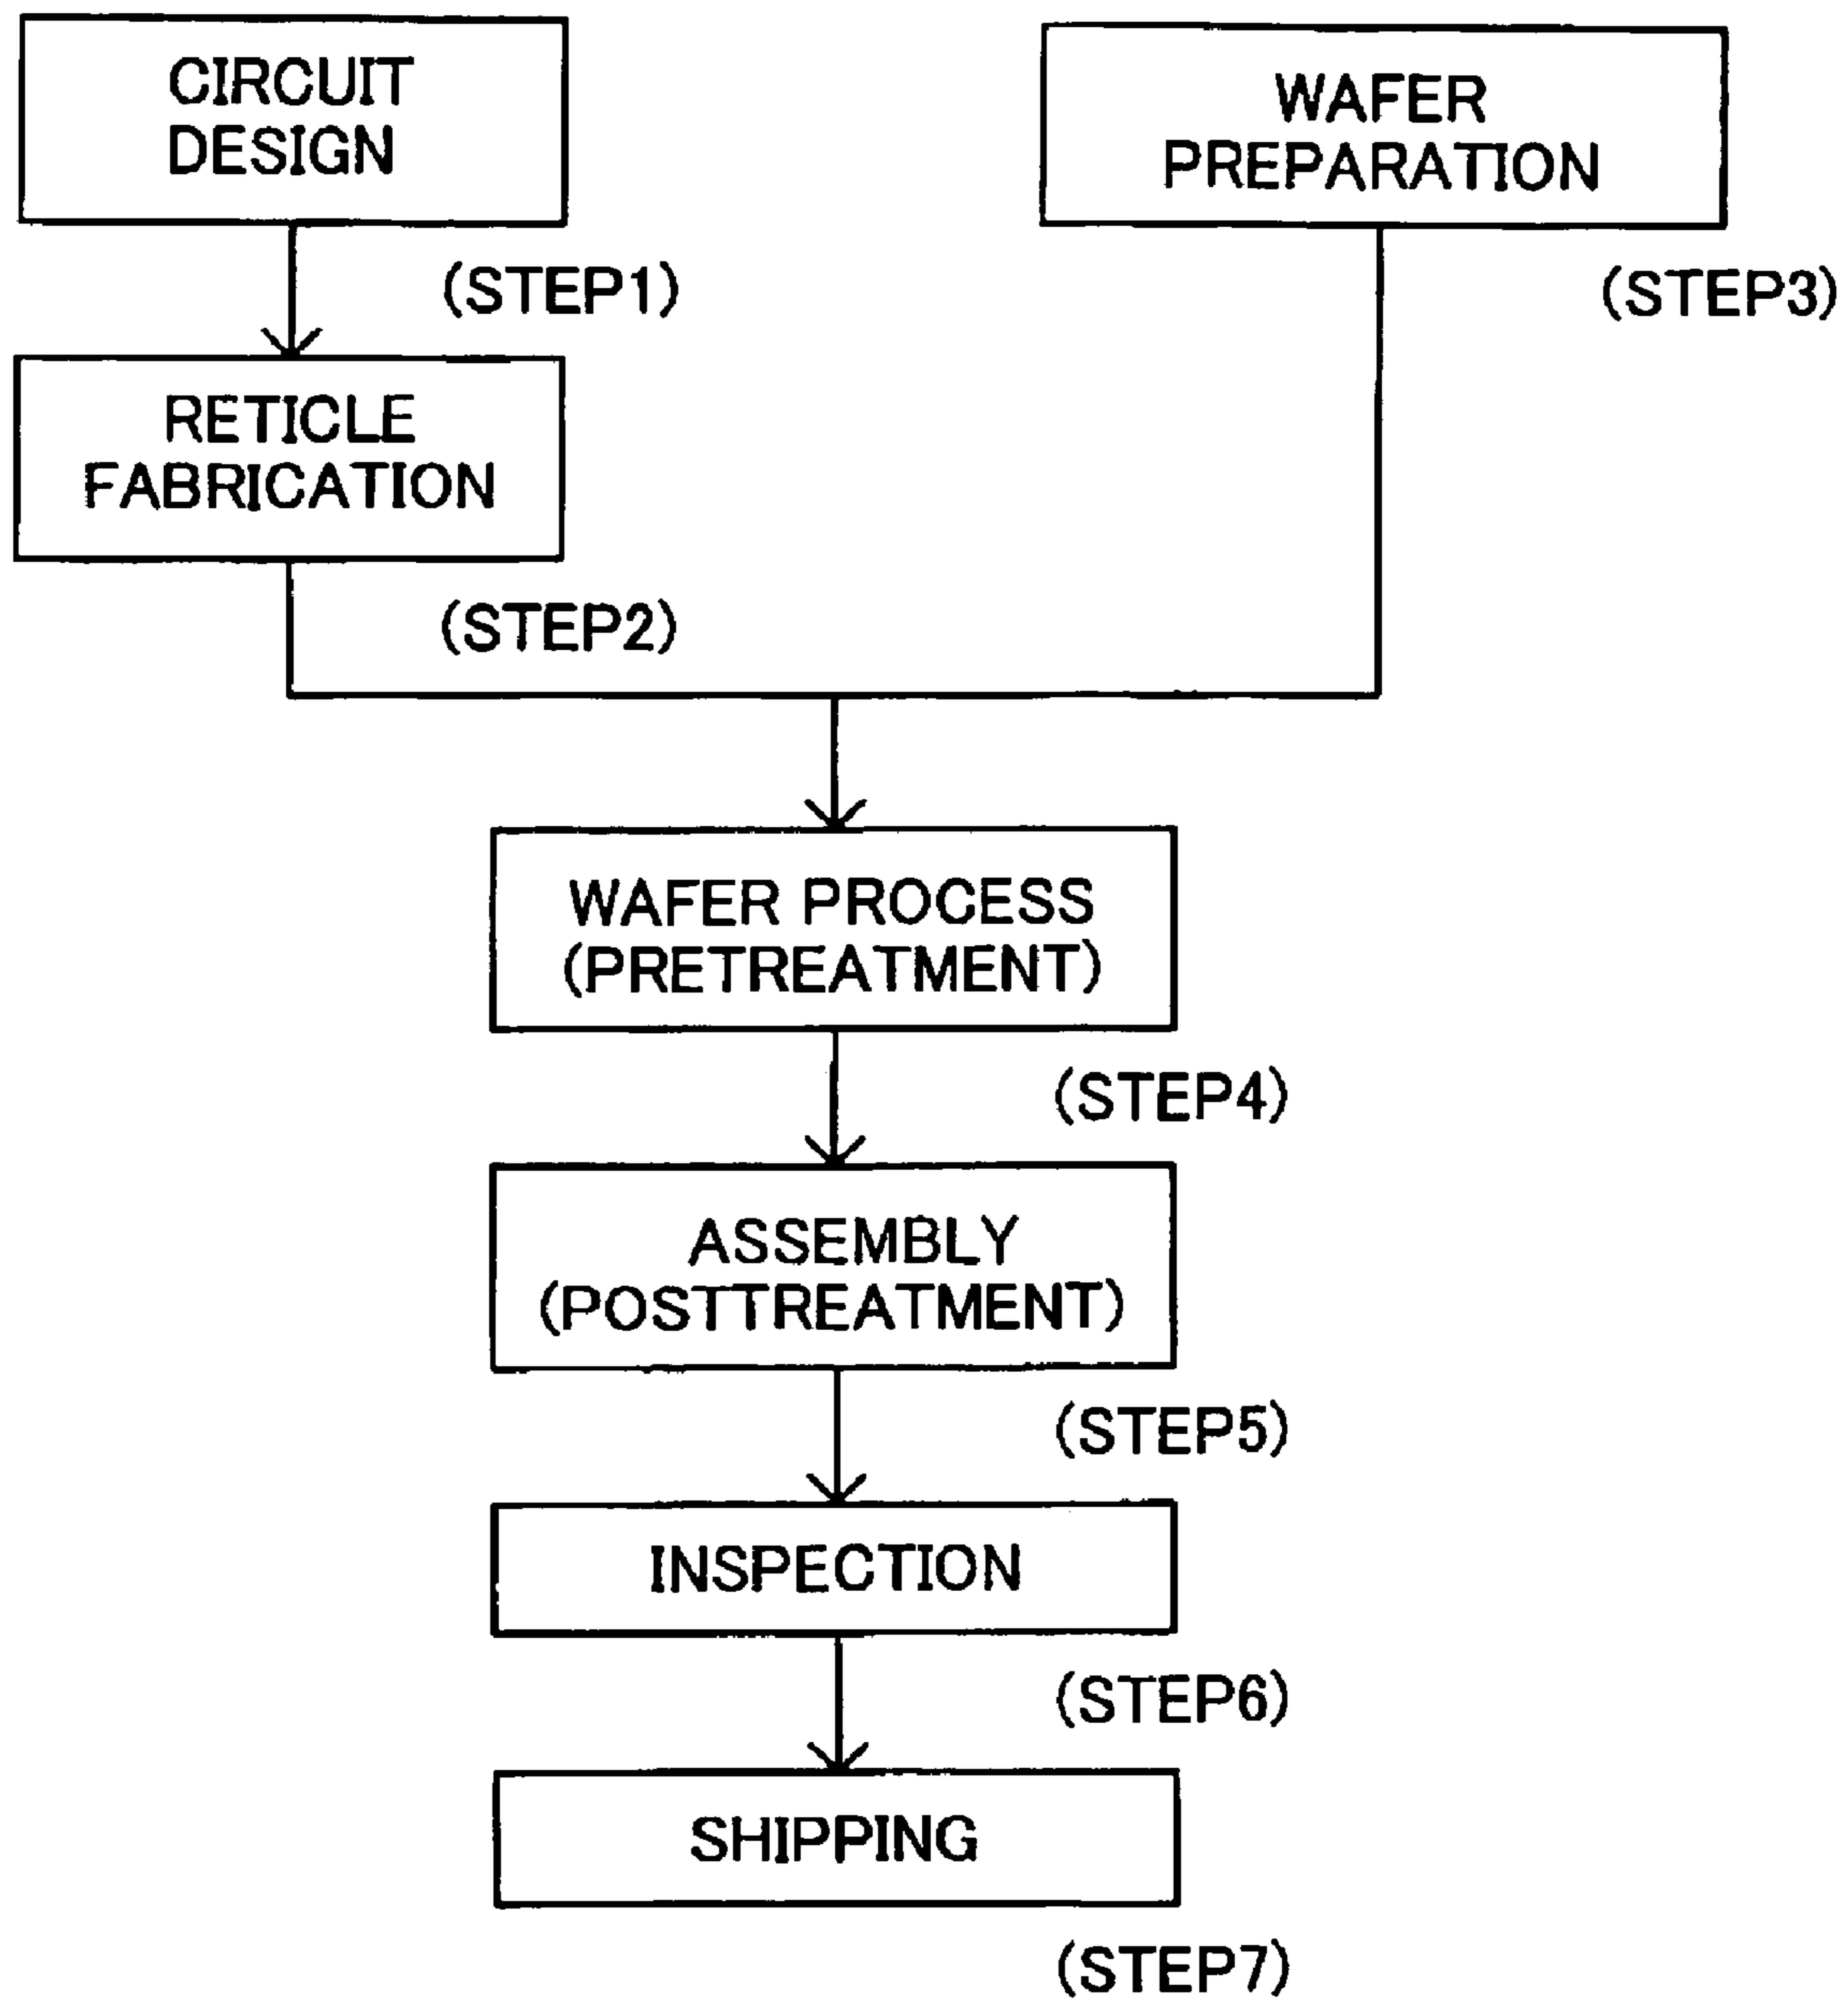 CIRCUIT
DESIGN
(STEP1)
WAFER
PREPARATION
(STEP3)
RETICLE
FABRICATION
(STEP2)
WAFER PROCESS
(PRETREATMENT)
(STEP4)
ASSEMBLY
(POSTTREATMENT)
(STEP5)
INSPECTION
(STEP6)
SHIPPING
(STEP7)